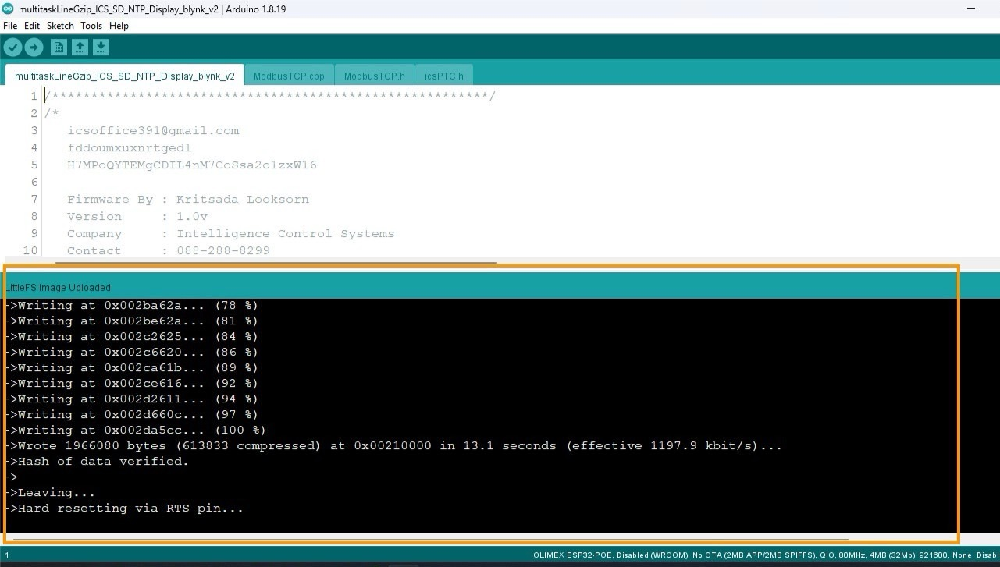 multitaskLineGzip_ICS_SD_NTP_Display_blynk_v2 | Arduino 1.8.19
File Edit Sketch Tools Help
multitaskLineGzip_ICS_SD_NTP_Display_blynk_v2 ModbusTCP.cpp ModbusTCP.h icsPTC.h
1 /********************************************************/
2 /*
3 icsoffice391@gmail.com
4 fddoumxuxnrtgedl
5 H7MPoQYTEMgCDIL4nM7CoSsa2o1zxW16
6
7 Firmware By : Kritsada Looksorn
8 Version : 1.0v
9 Company : Intelligence Control Systems
10 Contact : 088-288-8299
LittleFS Image Uploaded
->Writing at 0x002ba62a... (78 %)
->Writing at 0x002be62a... (81 %)
->Writing at 0x002c2625... (84 %)
->Writing at 0x002c6620... (86 %)
->Writing at 0x002ca61b... (89 %)
->Writing at 0x002ce616... (92 %)
->Writing at 0x002d2611... (94 %)
->Writing at 0x002d660c... (97 %)
->Writing at 0x002da5cc... (100 %)
->Wrote 1966080 bytes (613833 compressed) at 0x00210000 in 13.1 seconds (effective 1197.9 kbit/s)...
->Hash of data verified.
->
->Leaving...
->Hard resetting via RTS pin...
1 OLIMEX ESP32-POE, Disabled (WROOM), No OTA (2MB APP/2MB SPIFFS), QIO, 80MHz, 4MB (32Mb), 921600, None, Disabl